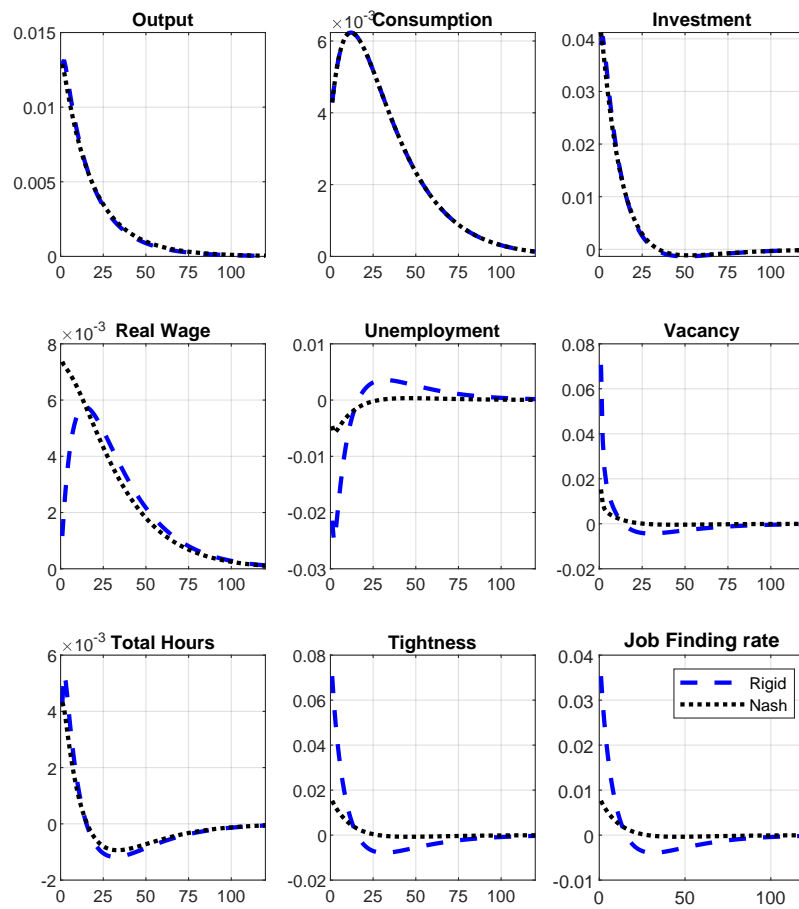 Output
0.015
0.01
0.005
0
0 25 50 75 100
×10⁻³
Consumption
6
4
2
0
0 25 50 75 100
Investment
0.04
0.03
0.02
0.01
0
0 25 50 75 100
×10⁻³
Real Wage
8
6
4
2
0
0 25 50 75 100
Unemployment
0.01
0
-0.01
-0.02
-0.03
0 25 50 75 100
Vacancy
0.08
0.06
0.04
0.02
0
-0.02
0 25 50 75 100
×10⁻³
Total Hours
6
4
2
0
-2
0 25 50 75 100
Tightness
0.08
0.06
0.04
0.02
0
-0.02
0 25 50 75 100
Job Finding rate
0.04
0.03
0.02
0.01
0
-0.01
0 25 50 75 100
Rigid
Nash